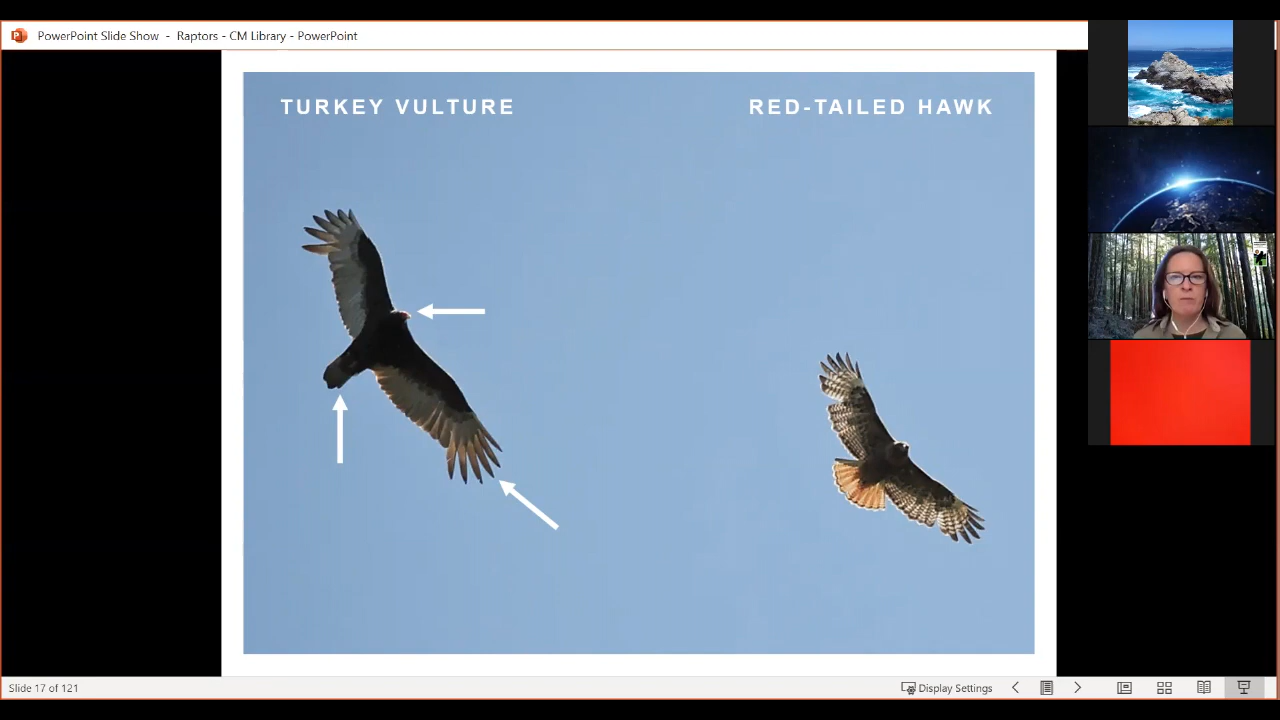 PowerPoint Slide Show - Raptors - CM Library - PowerPoint
TURKEY VULTURE
RED-TAILED HAWK
Slide 17 of 121
Display Settings